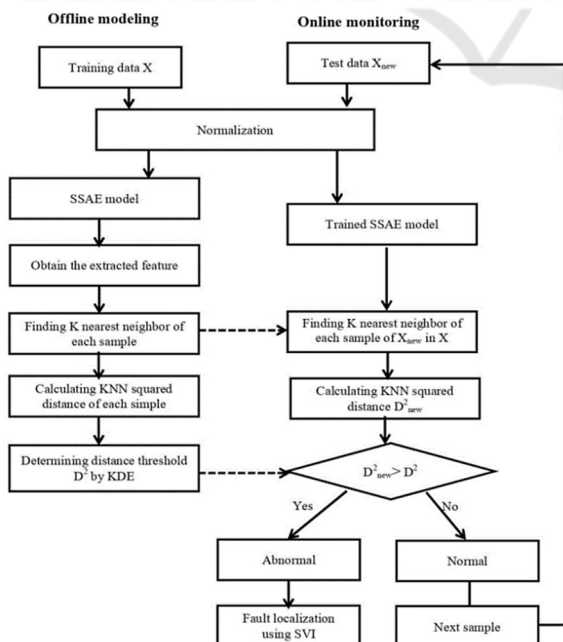 Offline modeling
Online monitoring
Training data X
Test data Xnew
Normalization
SSAE model
Trained SSAE model
Obtain the extracted feature
Finding K nearest neighbor of
each sample
Finding K nearest neighbor of
each sample of Xnew in X
Calculating KNN squared
distance of each simple
Calculating KNN squared
distance D²new
Determining distance threshold
D² by KDE
D²new> D²
Yes
No
Abnormal
Normal
Fault localization
using SVI
Next sample